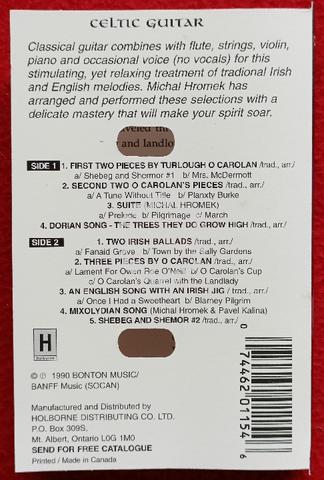 CELTIC GUITAR
Classical guitar combines with flute, strings, violin,
piano and occasional voice (no vocals) for this
stimulating, yet relaxing treatment of tradional Irish
and English melodies. Michal Hromek has
arranged and performed these selections with a
delicate mastery that will make your spirit soar.
and landlo
SIDE 1 1. FIRST TWO PIECES BY TURLOUGH O CAROLAN /trad., arr./
a/ Shebeg and Shermor #1 b/ Mrs. McDermott
2. SECOND TWO O CAROLAN'S PIECES /trad., arr./
a/ A Tune Without Title b/ Planxty Burke
3. SUITE (MICHAL HROMEK)
a/ Prelude b/ Pilgrimage c/ March
4. DORIAN SONG - THE TREES THEY DO GROW HIGH /trad., arr./
SIDE 2 1. TWO IRISH BALLADS /trad., arr./
a/ Fanaid Grove b/ Town by the Sally Gardens
2. THREE PIECES BY O CAROLAN /trad., arr./
a/ Lament For Owen Roe O'Neill b/ O Carolan's Cup
c/ O Carolan's Quarrel with the Landlady
3. AN ENGLISH SONG WITH AN IRISH JIG /trad., arr./
a/ Once I Had a Sweetheart b/ Blarney Pilgrim
4. MIXOLYDIAN SONG (Michal Hromek & Pavel Kalina)
5. SHEBEG AND SHEMOR #2 /trad., arr./
H
© ℗ 1990 BONTON MUSIC/
BANFF Music (SOCAN)
Manufactured and Distributed by
HOLBORNE DISTRIBUTING CO. LTD.
P.O. Box 309S,
Mt. Albert, Ontario L0G 1M0
SEND FOR FREE CATALOGUE
Printed / Made in Canada
0 74462 01154 6